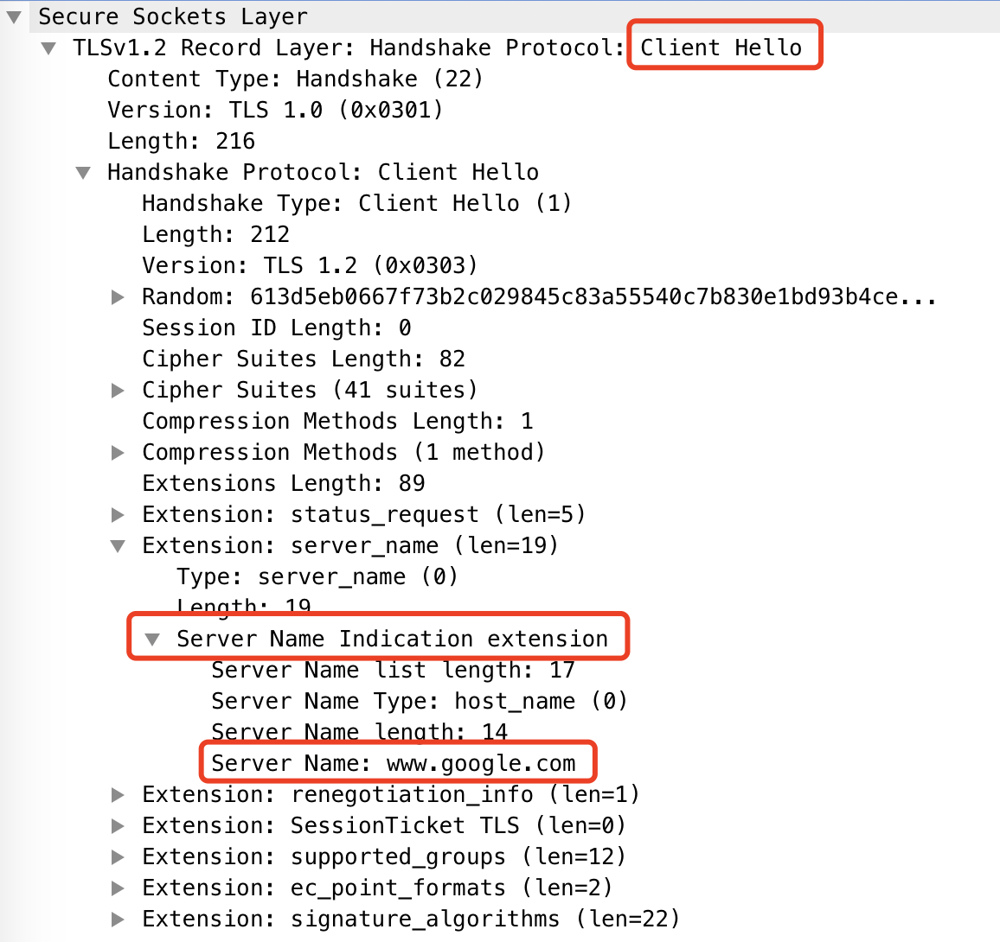 Secure Sockets Layer
TLSv1.2 Record Layer: Handshake Protocol: Client Hello
Content Type: Handshake (22)
Version: TLS 1.0 (0x0301)
Length: 216
Handshake Protocol: Client Hello
Handshake Type: Client Hello (1)
Length: 212
Version: TLS 1.2 (0x0303)
Random: 613d5eb0667f73b2c029845c83a55540c7b830e1bd93b4ce...
Session ID Length: 0
Cipher Suites Length: 82
Cipher Suites (41 suites)
Compression Methods Length: 1
Compression Methods (1 method)
Extensions Length: 89
Extension: status_request (len=5)
Extension: server_name (len=19)
Type: server_name (0)
Length: 19
Server Name Indication extension
Server Name list length: 17
Server Name Type: host_name (0)
Server Name length: 14
Server Name: www.google.com
Extension: renegotiation_info (len=1)
Extension: SessionTicket TLS (len=0)
Extension: supported_groups (len=12)
Extension: ec_point_formats (len=2)
Extension: signature_algorithms (len=22)